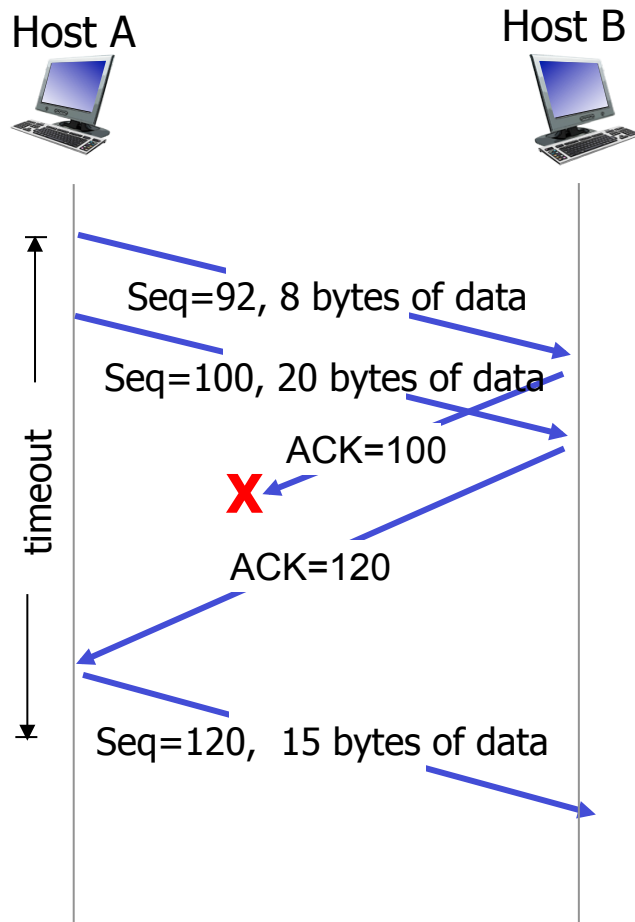 Host A
Host B
Seq=92, 8 bytes of data
Seq=100, 20 bytes of data
ACK=100
X
timeout
ACK=120
Seq=120, 15 bytes of data